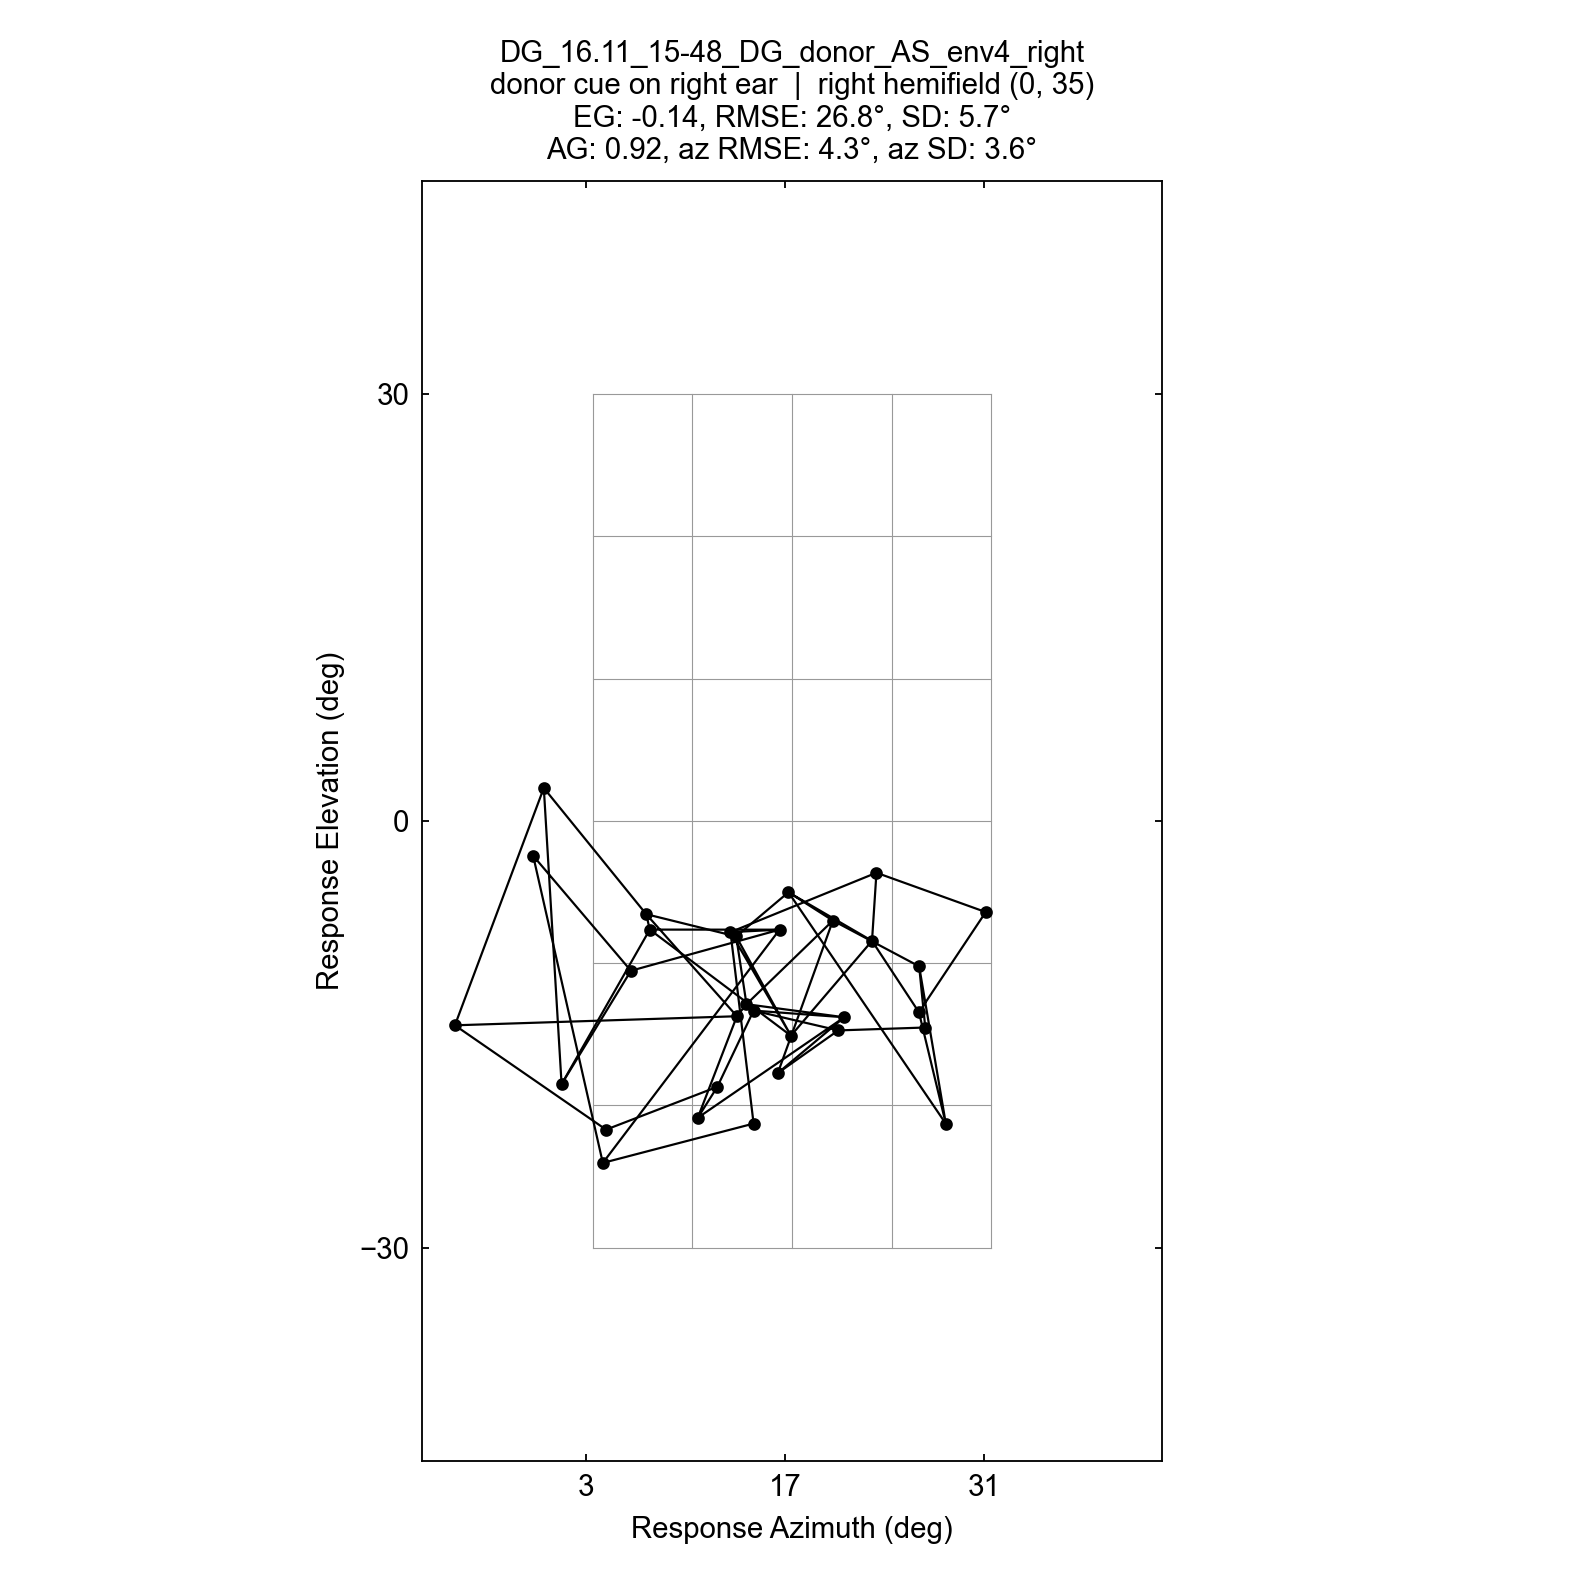 DG_16.11_15-48_DG_donor_AS_env4_right
donor cue on right ear | right hemifield (0, 35)
EG: -0.14, RMSE: 26.8°, SD: 5.7°
AG: 0.92, az RMSE: 4.3°, az SD: 3.6°
30
0
−30
Response Elevation (deg)
3 17 31
Response Azimuth (deg)